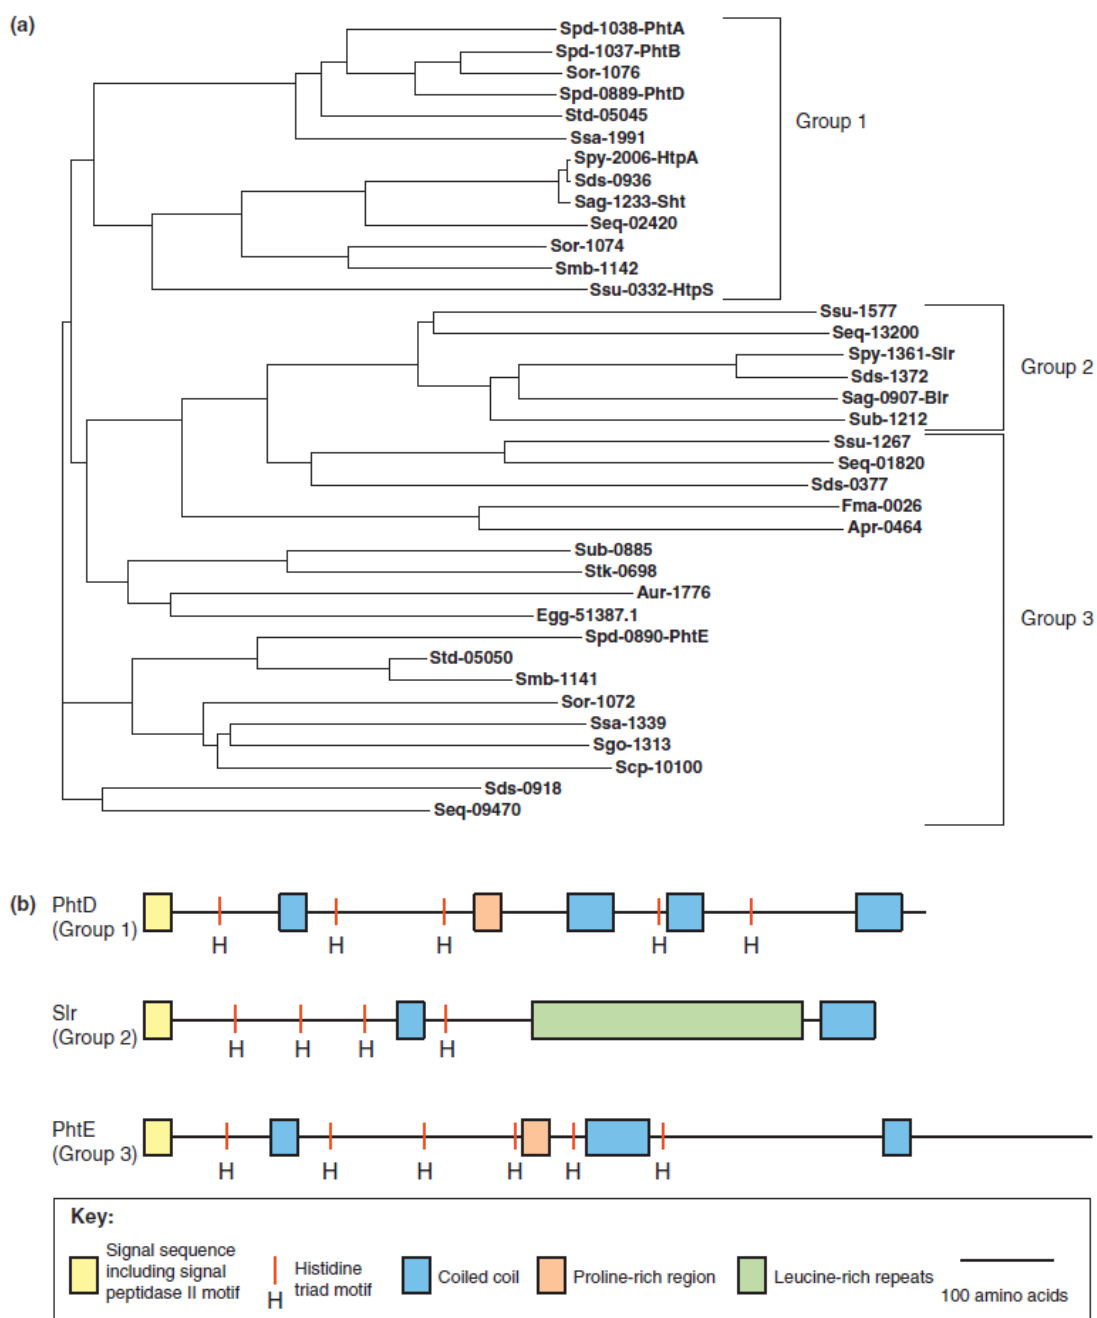 (a)
Spd-1038-PhtA
Spd-1037-PhtB
Sor-1076
Spd-0889-PhtD
Std-05045
Ssa-1991
Spy-2006-HtpA
Sds-0936
Sag-1233-Sht
Seq-02420
Sor-1074
Smb-1142
Ssu-0332-HtpS
Group 1
Ssu-1577
Seq-13200
Spy-1361-Slr
Sds-1372
Sag-0907-Blr
Sub-1212
Group 2
Ssu-1267
Seq-01820
Sds-0377
Fma-0026
Apr-0464
Sub-0885
Stk-0698
Aur-1776
Egg-51387.1
Spd-0890-PhtE
Std-05050
Smb-1141
Sor-1072
Ssa-1339
Sgo-1313
Scp-10100
Sds-0918
Seq-09470
Group 3
(b)
PhtD
(Group 1)
H H H H H
Slr
(Group 2)
H H H H
PhtE
(Group 3)
H H H H H H
Key:
Signal sequence
including signal
peptidase II motif
H
Histidine
triad motif
Coiled coil
Proline-rich region
Leucine-rich repeats
100 amino acids